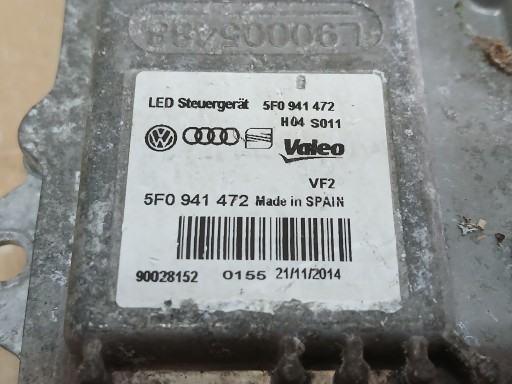 L90005488
LED Steuergerät 5F0 941 472
H04 S011
Valeo
VF2
5F0 941 472 Made in SPAIN
90028152 0155 21/11/2014